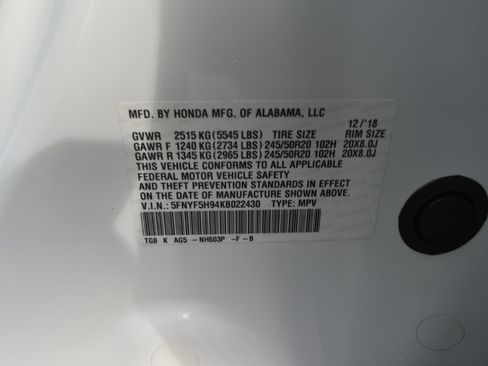 MFD. BY HONDA MFG. OF ALABAMA, LLC
12/'18
GVWR 2515 KG (5545 LBS) TIRE SIZE RIM SIZE
GAWR F 1240 KG (2734 LBS) 245/50R20 102H 20X8.0J
GAWR R 1345 KG (2965 LBS) 245/50R20 102H 20X8.0J
THIS VEHICLE CONFORMS TO ALL APPLICABLE
FEDERAL MOTOR VEHICLE SAFETY
AND THEFT PREVENTION STANDARDS IN EFFECT
ON THE DATE OF MANUFACTURE SHOWN ABOVE.
V.I.N.: 5FNYF5H94KB022430 TYPE: MPV
TG8 K AG5 -NH603P -F -B